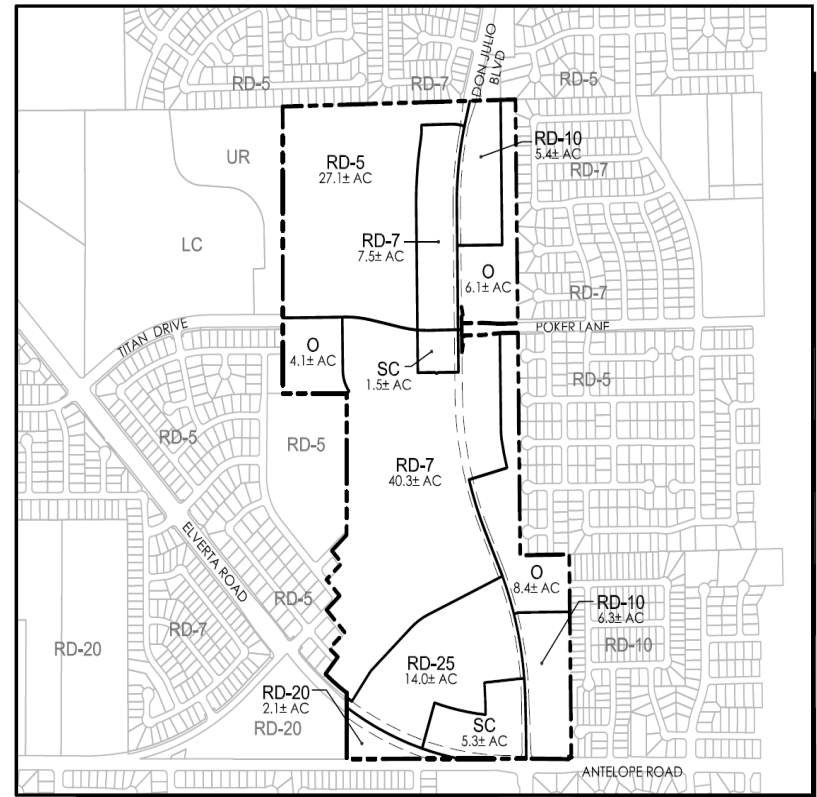 DON JULIO
BLVD
RD-5
RD-7
RD-5
RD-10
5.4± AC
UR
RD-5
27.1± AC
RD-7
LC
RD-7
7.5± AC
O
6.1± AC
RD-7
TITAN DRIVE
POKER LANE
O
4.1± AC
SC
1.5± AC
RD-5
RD-5
RD-5
RD-7
40.3± AC
ELVERTA ROAD
O
8.4± AC
RD-5
RD-10
6.3± AC
RD-7
RD-10
RD-20
RD-25
14.0± AC
RD-20
2.1± AC
RD-20
SC
5.3± AC
ANTELOPE ROAD